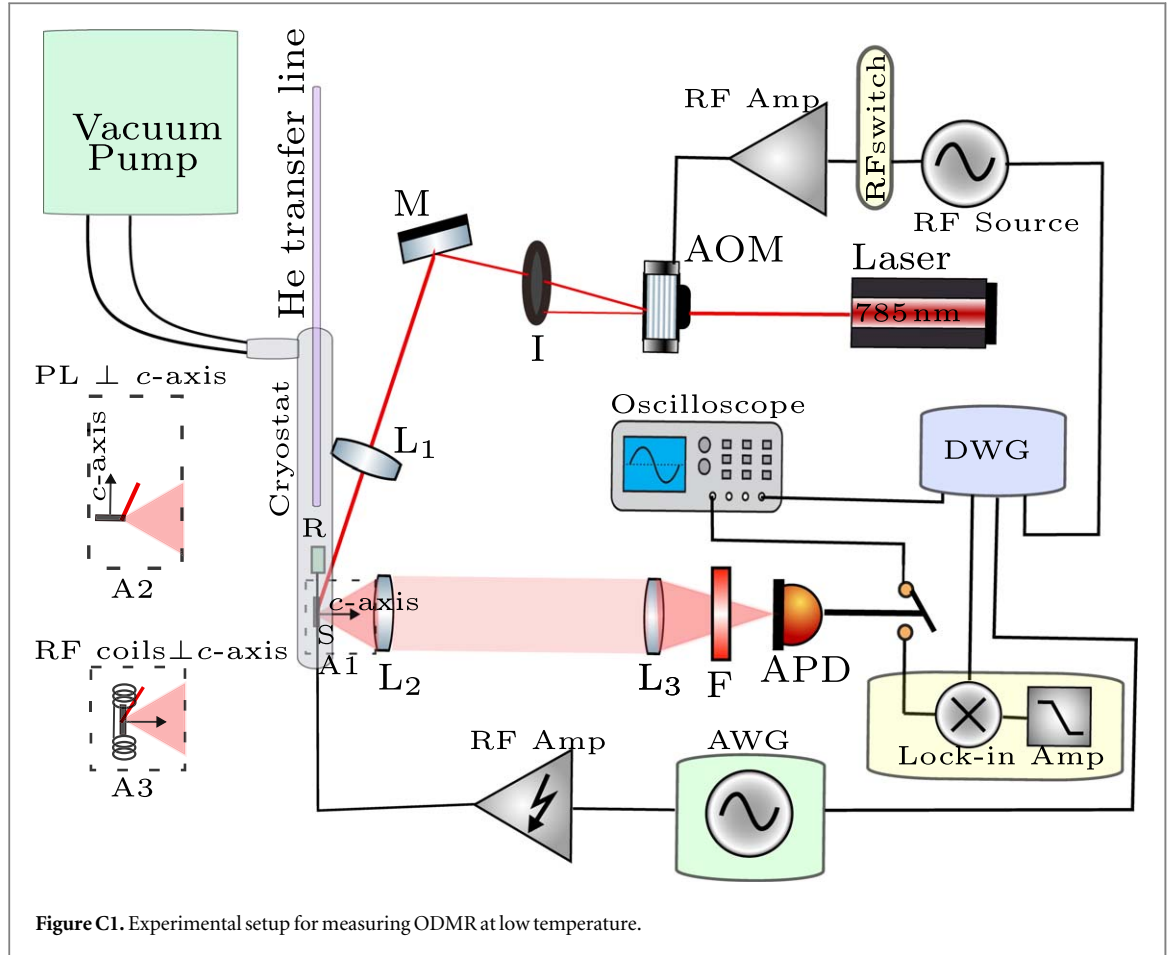 Vacuum
Pump
He transfer line
RF Amp
RFswitch
RF Source
M
AOM
Laser
785 nm
I
PL ⊥ c-axis
c-axis
A2
Cryostat
L1
Oscilloscope
DWG
R
c-axis
S
A1
L2
L3
F
APD
RF coils⊥c-axis
A3
Lock-in Amp
RF Amp
AWG
Figure C1. Experimental setup for measuring ODMR at low temperature.